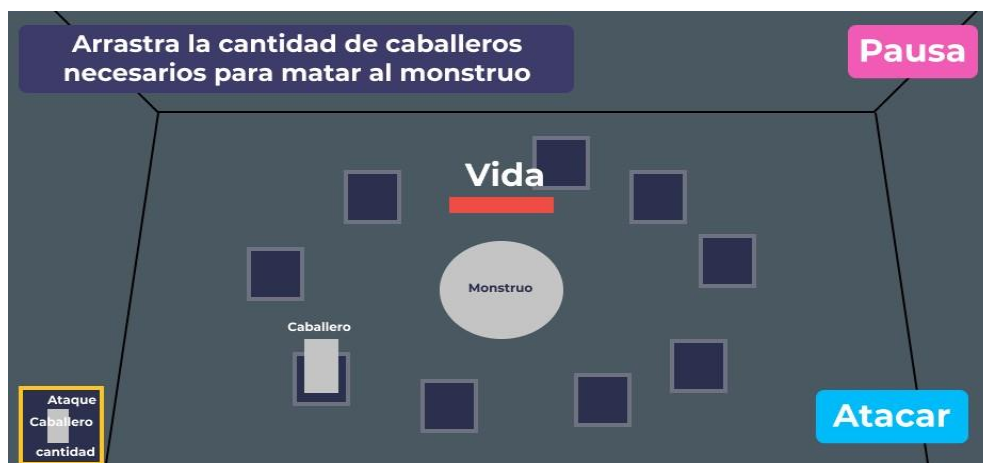 Arrastra la cantidad de caballeros
necesarios para matar al monstruo
Pausa
Vida
Monstruo
Caballero
Ataque
Caballero
cantidad
Atacar